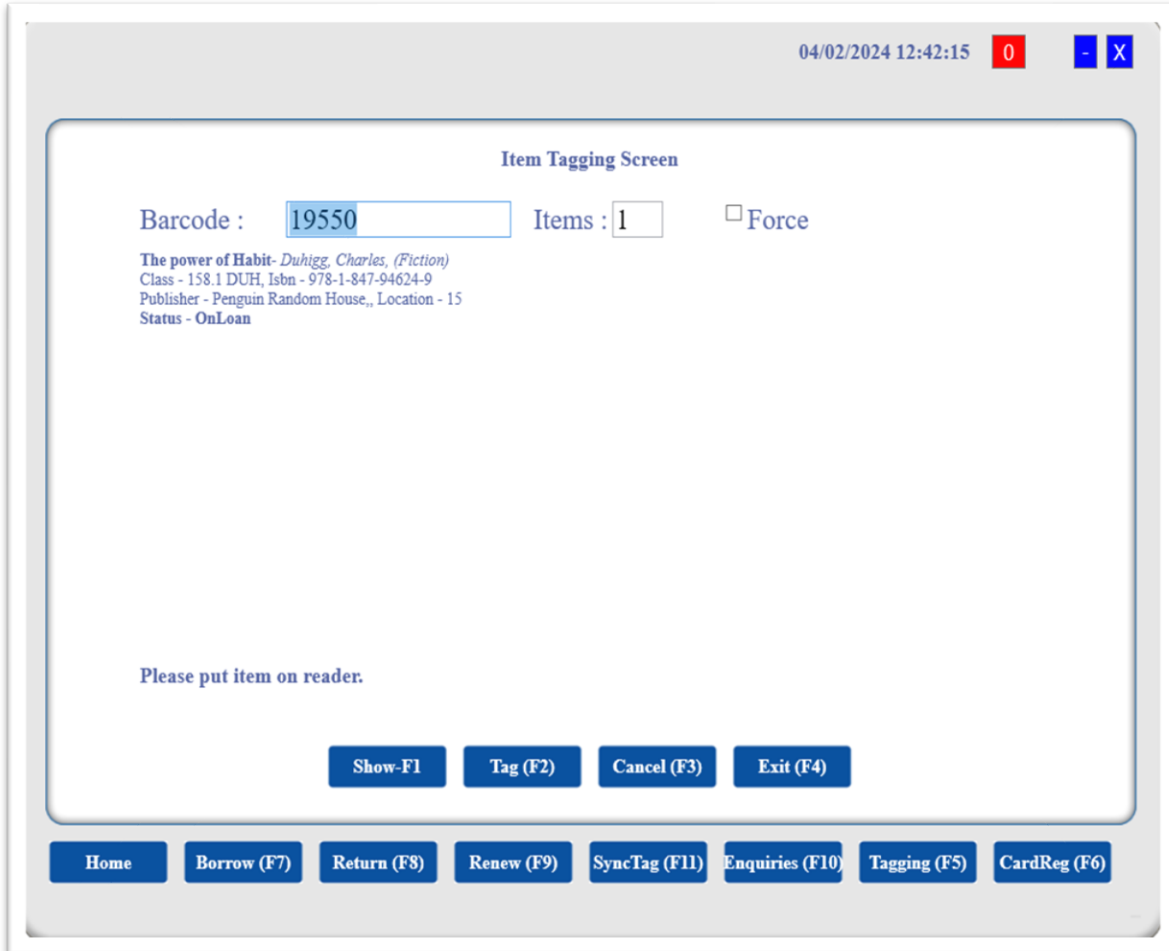 04/02/2024 12:42:15 0 - X
Item Tagging Screen
Barcode : 19550 Items : 1 Force
The power of Habit- Duhigg, Charles, (Fiction)
Class - 158.1 DUH, Isbn - 978-1-847-94624-9
Publisher - Penguin Random House,, Location - 15
Status - OnLoan
Please put item on reader.
Show-F1 Tag (F2) Cancel (F3) Exit (F4)
Home Borrow (F7) Return (F8) Renew (F9) SyncTag (F11) Enquiries (F10) Tagging (F5) CardReg (F6)